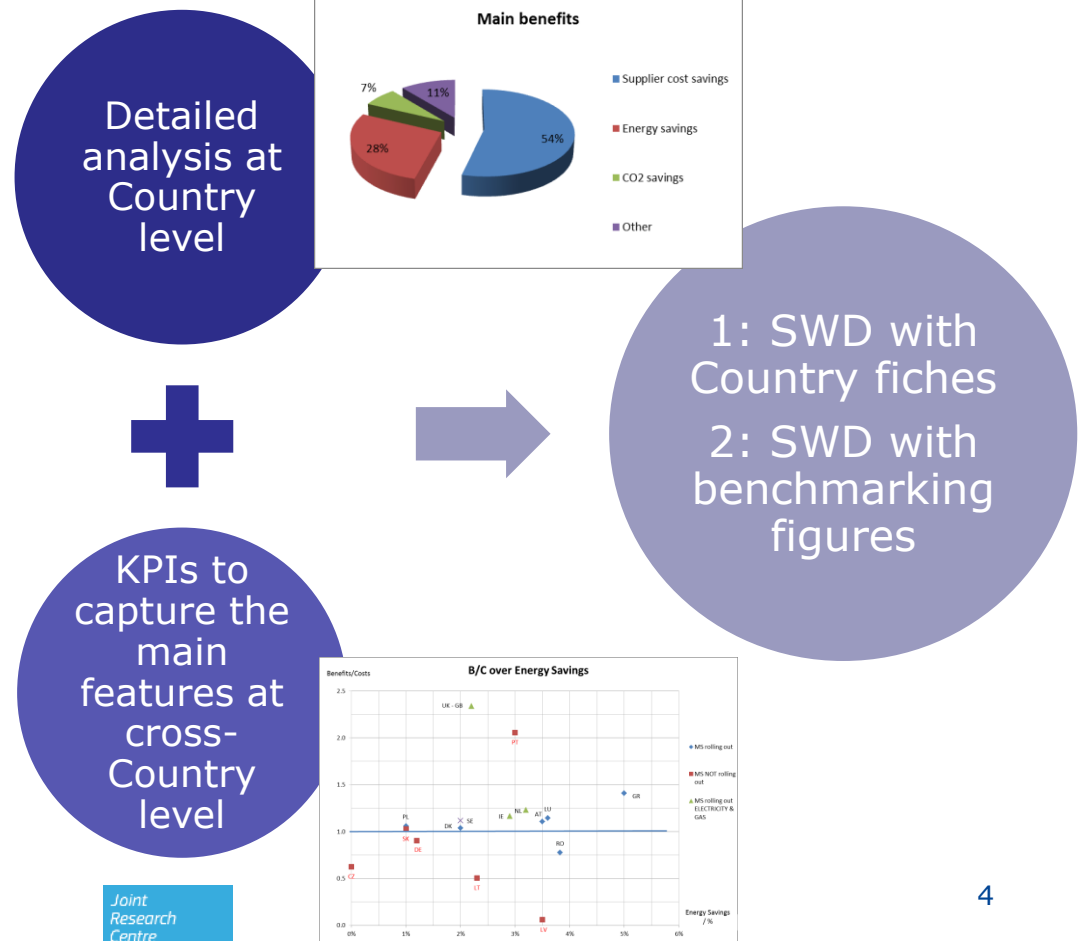 Detailed
analysis at
Country
level
Main benefits
7%
11%
54%
28%
Supplier cost savings
Energy savings
CO2 savings
Other
1: SWD with
Country fiches
2: SWD with
benchmarking
figures
KPIs to
capture the
main
features at
cross-
Country
level
Benefits/Costs
B/C over Energy Savings
2.5
2.0
1.5
1.0
0.5
0.0
UK - GB
PT
GR
PL
SK
DE
DK
SE
IE
NL
AT
LU
RO
CZ
LT
LV
MS rolling out
MS NOT rolling
out
MS rolling out
ELECTRICITY &
GAS
Energy Savings
/ %
0%
1%
2%
3%
4%
5%
6%
Joint
Research
Centre
4